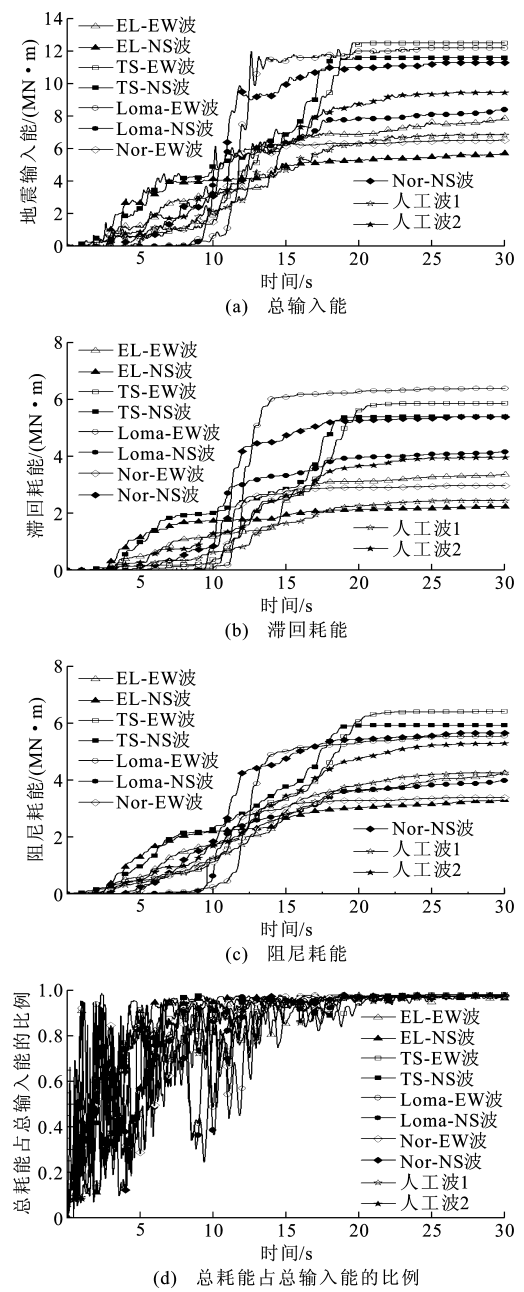 地震输入能/(MN·m)
14
12
10
8
6
4
2
0
EL-EW波
EL-NS波
TS-EW波
TS-NS波
Loma-EW波
Loma-NS波
Nor-EW波
Nor-NS波
人工波1
人工波2
5 10 15 20 25 30
时间/s
(a) 总输入能
滞回耗能/(MN·m)
8
6
4
2
0
EL-EW波
EL-NS波
TS-EW波
TS-NS波
Loma-EW波
Loma-NS波
Nor-EW波
Nor-NS波
人工波1
人工波2
5 10 15 20 25 30
时间/s
(b) 滞回耗能
阻尼耗能/(MN·m)
8
6
4
2
0
EL-EW波
EL-NS波
TS-EW波
TS-NS波
Loma-EW波
Loma-NS波
Nor-EW波
Nor-NS波
人工波1
人工波2
5 10 15 20 25 30
时间/s
(c) 阻尼耗能
总耗能占总输入能的比例
1.0
0.8
0.6
0.4
0.2
0
EL-EW波
EL-NS波
TS-EW波
TS-NS波
Loma-EW波
Loma-NS波
Nor-EW波
Nor-NS波
人工波1
人工波2
5 10 15 20 25 30
时间/s
(d) 总耗能占总输入能的比例